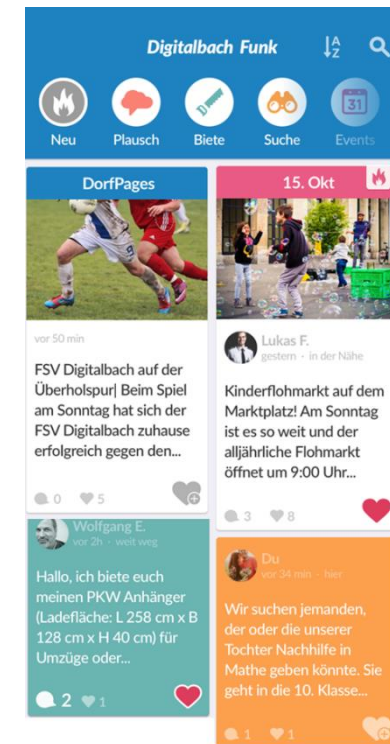 Digitalbach Funk
A
Z
Neu
Plausch
Biete
Suche
Events
31
DorfPages
vor 50 min
FSV Digitalbach auf der
Überholspur| Beim Spiel
am Sonntag hat sich der
FSV Digitalbach zuhause
erfolgreich gegen den...
0 5
15. Okt
Lukas F.
gestern · in der Nähe
Kinderflohmarkt auf dem
Marktplatz! Am Sonntag
ist es so weit und der
alljährliche Flohmarkt
öffnet um 9:00 Uhr...
3 8
Wolfgang E.
vor 2h · weit weg
Hallo, ich biete euch
meinen PKW Anhänger
(Ladefläche: L 258 cm x B
128 cm x H 40 cm) für
Umzüge oder...
2 1
Du
vor 34 min · hier
Wir suchen jemanden,
der oder die unserer
Tochter Nachhilfe in
Mathe geben könnte. Sie
geht in die 10. Klasse...
1 1